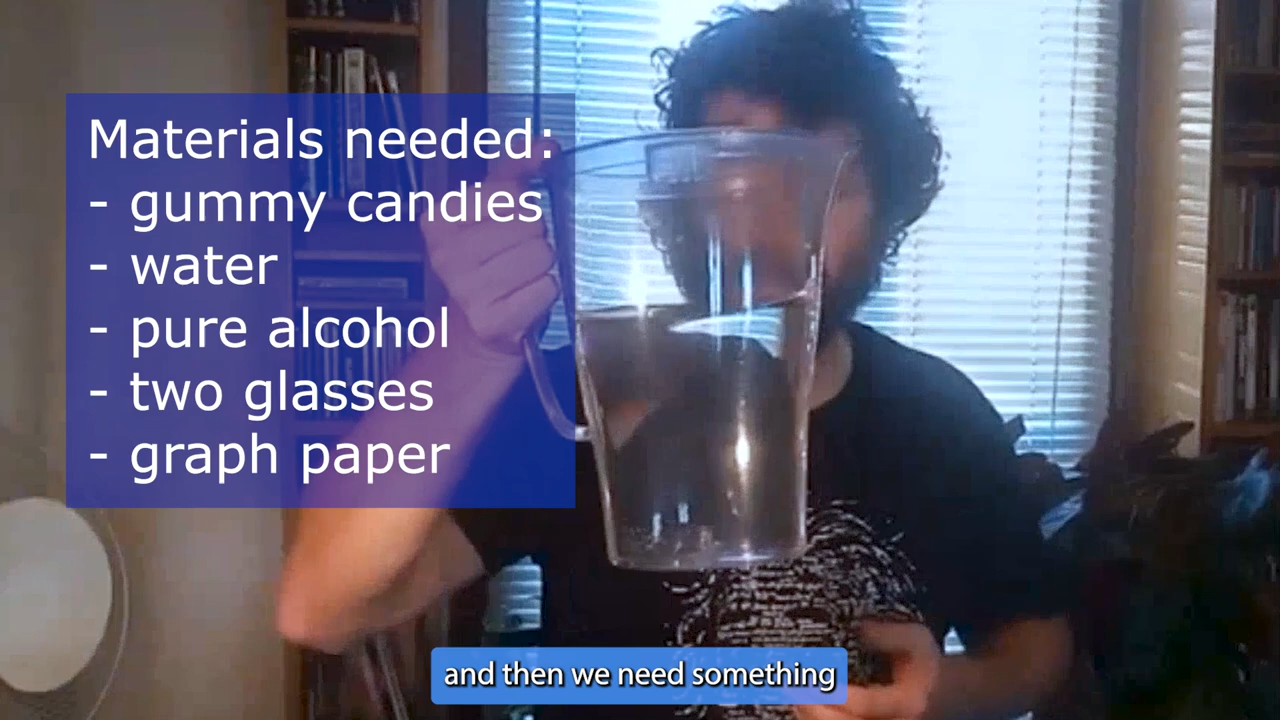 Materials needed:
- gummy candies
- water
- pure alcohol
- two glasses
- graph paper
and then we need something